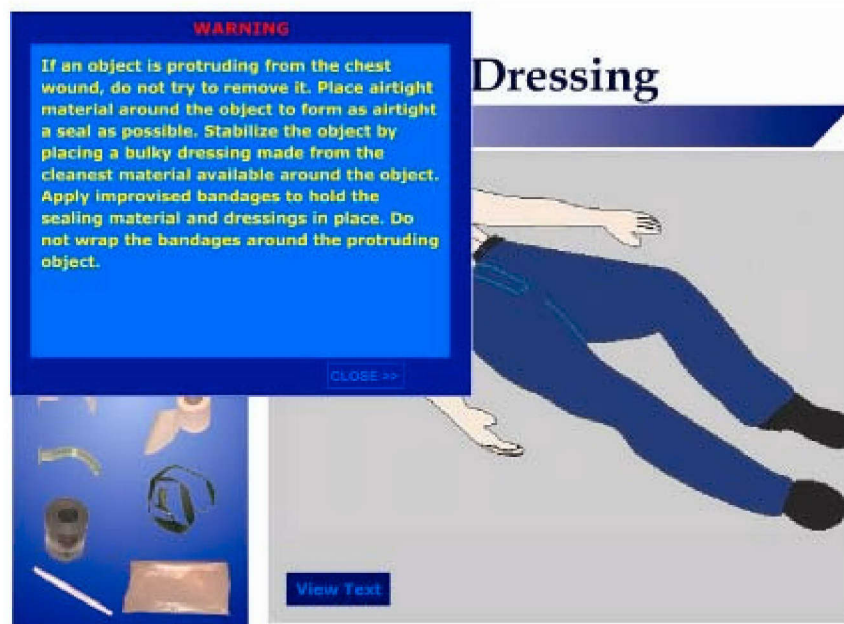 WARNING
If an object is protruding from the chest
wound, do not try to remove it. Place airtight
material around the object to form as airtight
a seal as possible. Stabilize the object by
placing a bulky dressing made from the
cleanest material available around the object.
Apply improvised bandages to hold the
sealing material and dressings in place. Do
not wrap the bandages around the protruding
object.
CLOSE >>
Dressing
View Text